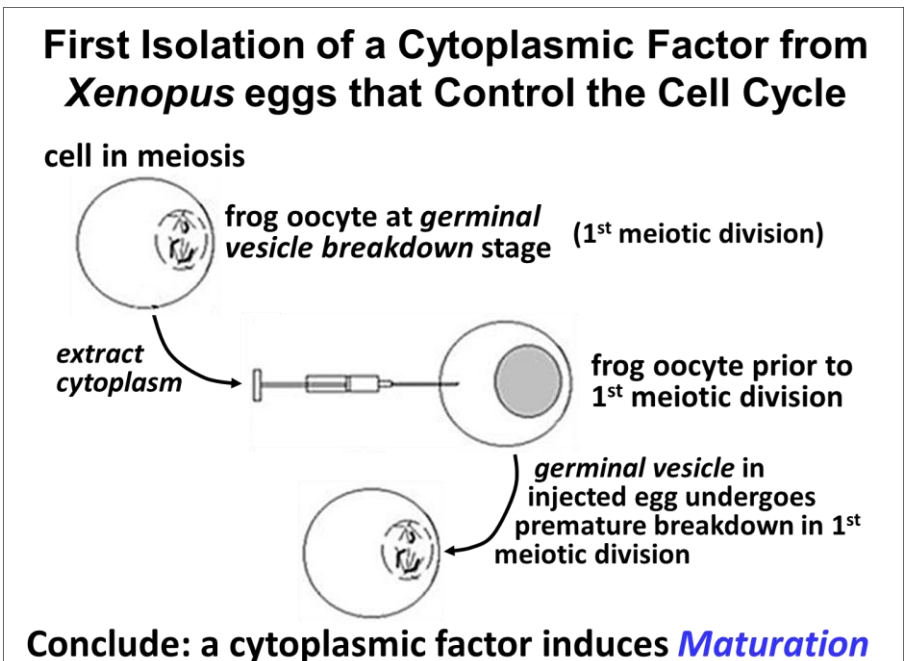 First Isolation of a Cytoplasmic Factor from
Xenopus eggs that Control the Cell Cycle
cell in meiosis
frog oocyte at germinal
vesicle breakdown stage
(1st meiotic division)
extract
cytoplasm
frog oocyte prior to
1st meiotic division
germinal vesicle in
injected egg undergoes
premature breakdown in 1st
meiotic division
Conclude: a cytoplasmic factor induces Maturation